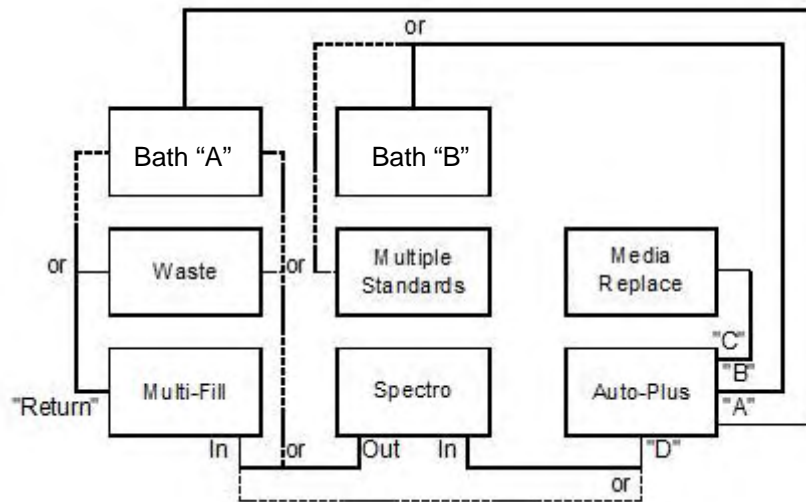 or
Bath “A”
Bath “B”
or
Waste
or
Multiple
Standards
Media
Replace
"C"
"B"
"Return"
Multi-Fill
Spectro
Auto-Plus
"A"
In
or
Out
In
"D"
or